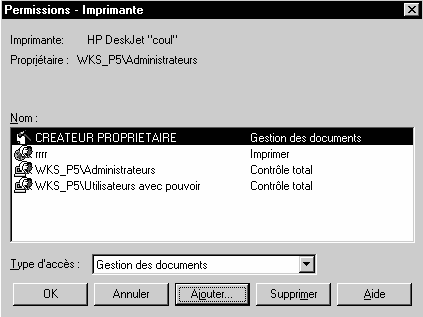 Permissions - Imprimante
Imprimante: HP DeskJet "coul"
Propriétaire : WKS_P5\Administrateurs
Nom :
CREATEUR PROPRIETAIRE Gestion des documents
rrrr Imprimer
WKS_P5\Administrateurs Contrôle total
WKS_P5\Utilisateurs avec pouvoir Contrôle total
Type d'accès : Gestion des documents
OK Annuler Ajouter... Supprimer Aide